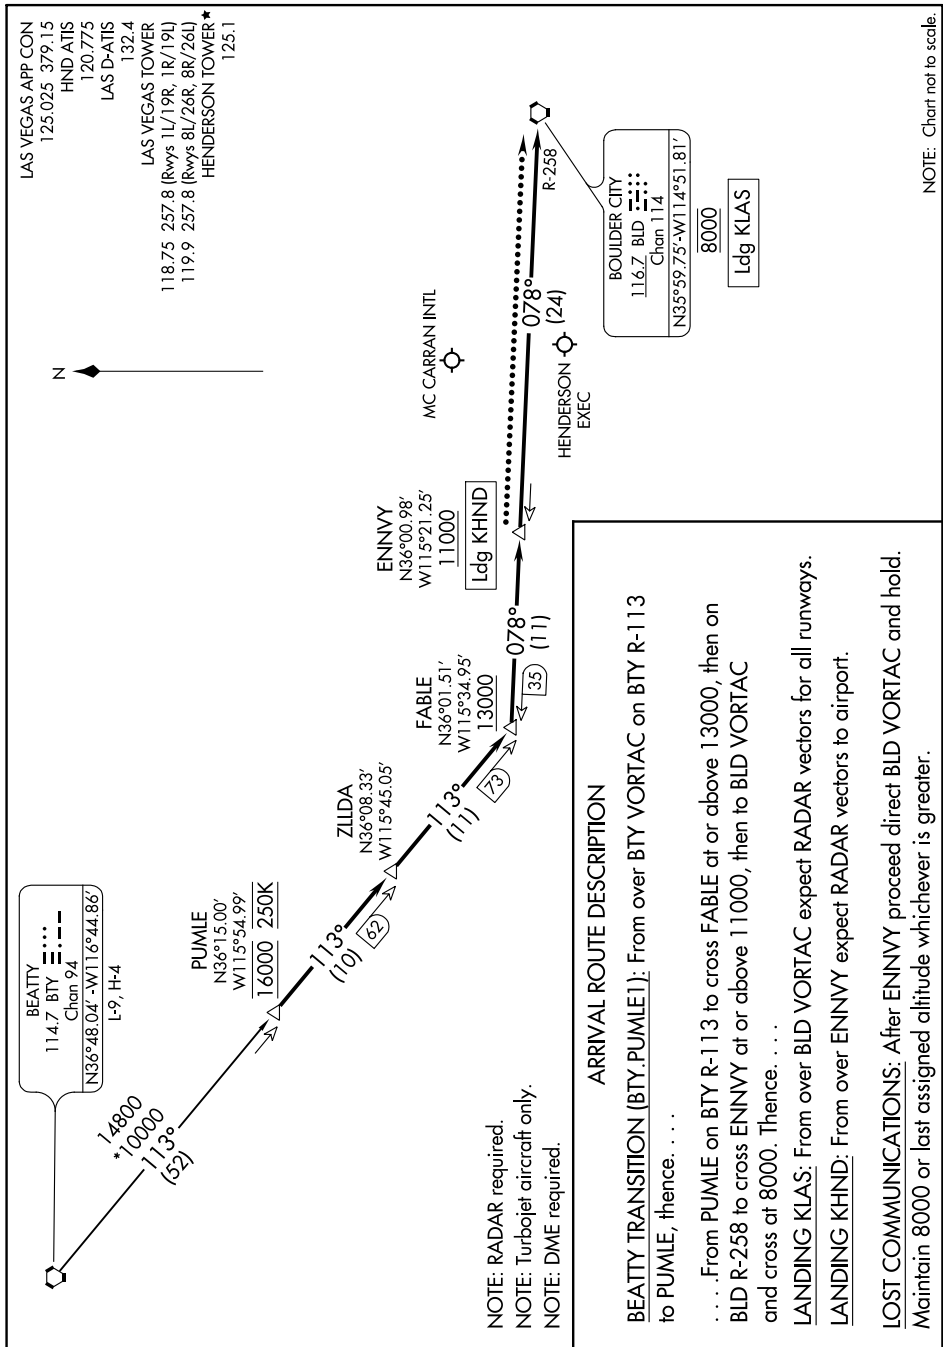 LAS VEGAS APP CON
125.025 379.15
HND ATIS
120.775
LAS D-ATIS
132.4
LAS VEGAS TOWER
118.75 257.8 (Rwys 1L/19R, 1R/19L)
119.9 257.8 (Rwys 8L/26R, 8R/26L)
HENDERSON TOWER★
125.1
N
BEATTY
114.7 BTY
Chan 94
N36°48.04' -W116°44.86'
L-9, H-4
14800
*10000
113°
(52)
PUMLE
N36°15.00'
W115°54.99'
16000 250K
113°
(10)
62
ZLLDA
N36°08.33'
W115°45.05'
113°
(11)
73
FABLE
N36°01.51'
W115°34.95'
13000
35
078°
(11)
ENNVY
N36°00.98'
W115°21.25'
11000
Ldg KHND
MC CARRAN INTL
HENDERSON
EXEC
078°
(24)
R-258
BOULDER CITY
116.7 BLD
Chan 114
N35°59.75'-W114°51.81'
8000
Ldg KLAS
NOTE: RADAR required.
NOTE: Turbojet aircraft only.
NOTE: DME required.
NOTE: Chart not to scale.
ARRIVAL ROUTE DESCRIPTION
BEATTY TRANSITION (BTY.PUMLE1): From over BTY VORTAC on BTY R-113
to PUMLE, thence. . . .
. . . .From PUMLE on BTY R-113 to cross FABLE at or above 13000, then on
BLD R-258 to cross ENNVY at or above 11000, then to BLD VORTAC
and cross at 8000. Thence. . . .
LANDING KLAS: From over BLD VORTAC expect RADAR vectors for all runways.
LANDING KHND: From over ENNVY expect RADAR vectors to airport.
LOST COMMUNICATIONS: After ENNVY proceed direct BLD VORTAC and hold.
Maintain 8000 or last assigned altitude whichever is greater.